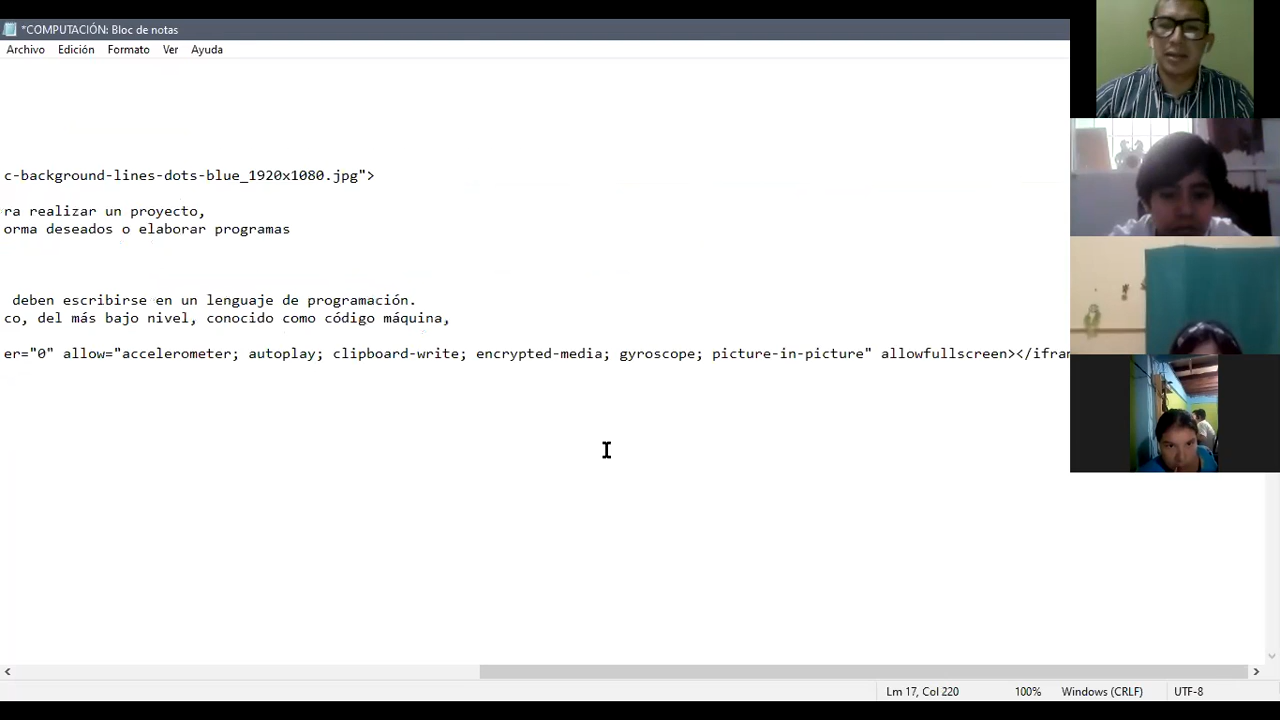 *COMPUTACIÓN: Bloc de notas
Archivo Edición Formato Ver Ayuda
c-background-lines-dots-blue_1920x1080.jpg">
ra realizar un proyecto,
orma deseados o elaborar programas
deben escribirse en un lenguaje de programación.
co, del más bajo nivel, conocido como código máquina,
er="0" allow="accelerometer; autoplay; clipboard-write; encrypted-media; gyroscope; picture-in-picture" allowfullscreen></ifram
Lm 17, Col 220 100% Windows (CRLF) UTF-8